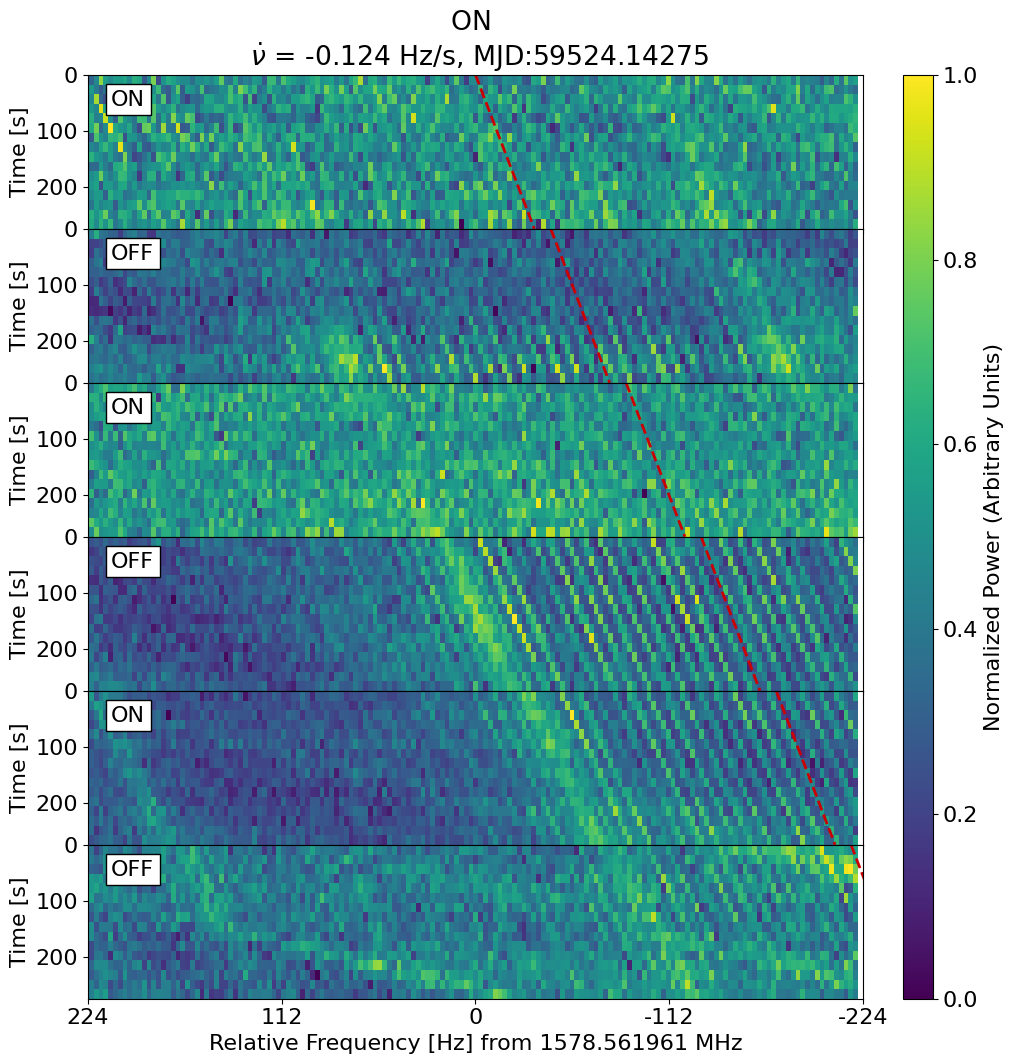 ON
ν̇ = -0.124 Hz/s, MJD:59524.14275
0
ON
Time [s]
100
200
0
OFF
Time [s]
100
200
0
ON
Time [s]
100
200
0
OFF
Time [s]
100
200
0
ON
Time [s]
100
200
0
OFF
Time [s]
100
200
224 112 0 -112 -224
Relative Frequency [Hz] from 1578.561961 MHz
1.0
0.8
0.6
0.4
0.2
0.0
Normalized Power (Arbitrary Units)